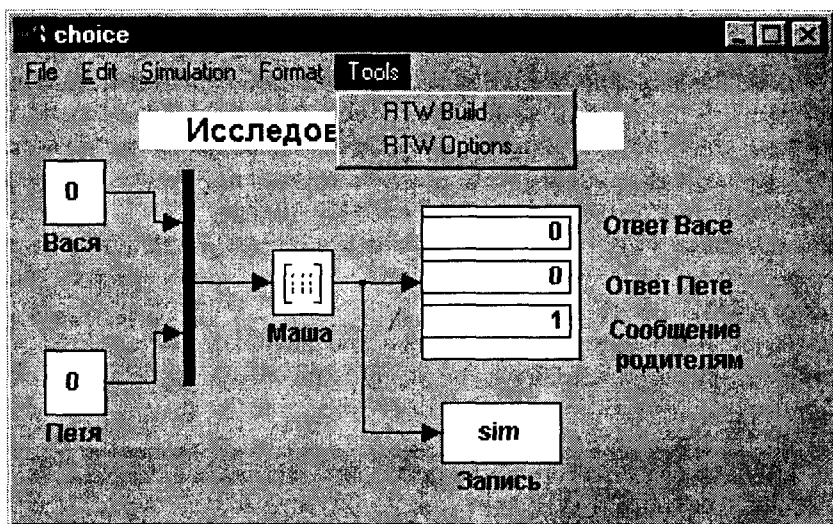 choice
File Edit Simulation Format Tools
RTW Build
RTW Options...
0
Вася
0
Петя
Маша
0
0
1
Ответ Васе
Ответ Пете
Сообщение
родителям
sim
Запись